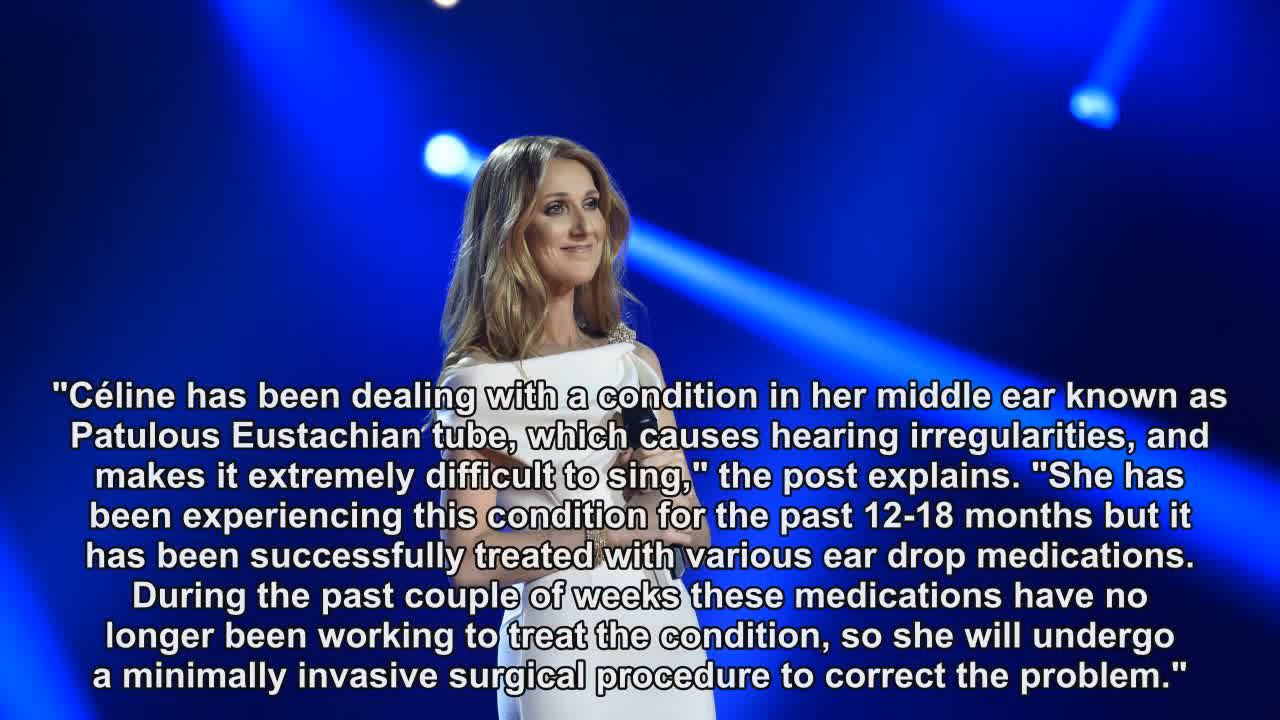 "Céline has been dealing with a condition in her middle ear known as
Patulous Eustachian tube, which causes hearing irregularities, and
makes it extremely difficult to sing," the post explains. "She has
been experiencing this condition for the past 12-18 months but it
has been successfully treated with various ear drop medications.
During the past couple of weeks these medications have no
longer been working to treat the condition, so she will undergo
a minimally invasive surgical procedure to correct the problem."